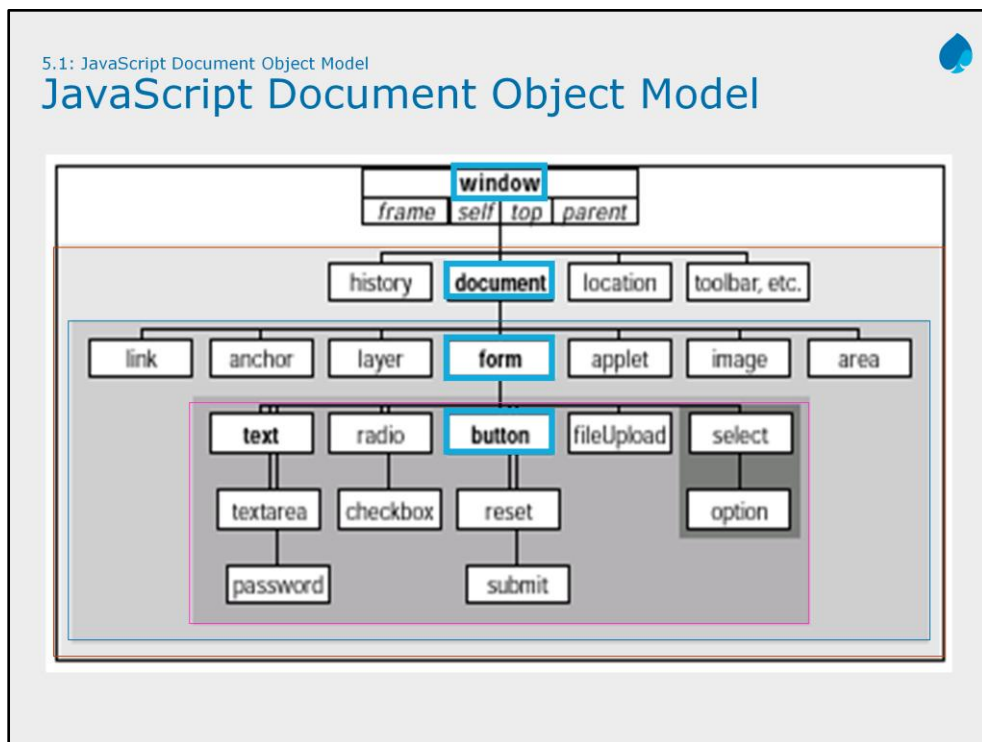 5.1: JavaScript Document Object Model
JavaScript Document Object Model
window
frame self top parent
history document location toolbar, etc.
link anchor layer form applet image area
text radio button fileUpload select
textarea checkbox reset option
password submit